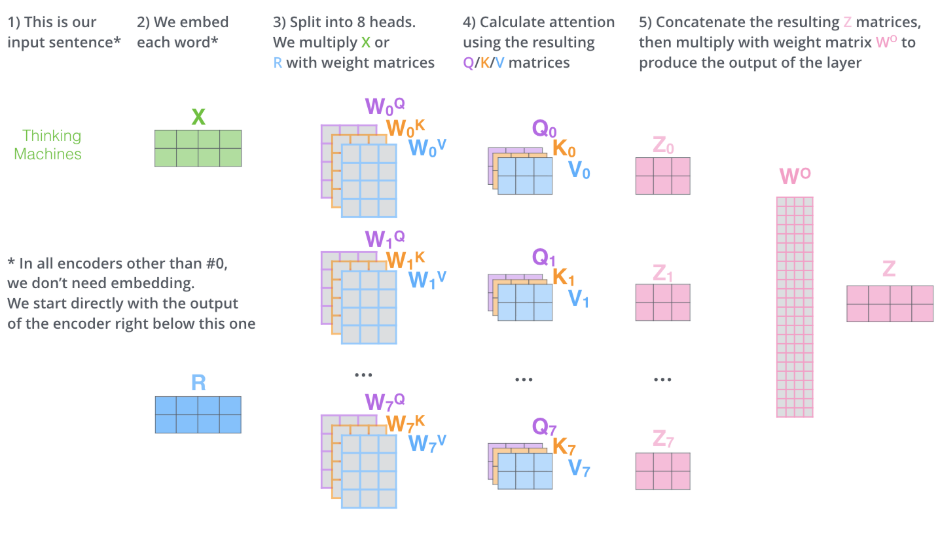 1) This is our
input sentence*
2) We embed
each word*
3) Split into 8 heads.
We multiply X or
R with weight matrices
4) Calculate attention
using the resulting
Q/K/V matrices
5) Concatenate the resulting Z matrices,
then multiply with weight matrix Wᴼ to
produce the output of the layer
Thinking
Machines
X
W₀Q
W₀K
W₀V
Q₀
K₀
V₀
Z₀
Wᴼ
* In all encoders other than #0,
we don’t need embedding.
We start directly with the output
of the encoder right below this one
W₁Q
W₁K
W₁V
Q₁
K₁
V₁
Z₁
Z
...
...
...
R
W₇Q
W₇K
W₇V
Q₇
K₇
V₇
Z₇